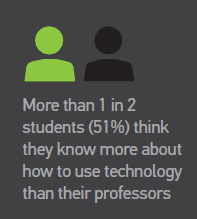 More than 1 in 2
students (51%) think
they know more about
how to use technology
than their professors